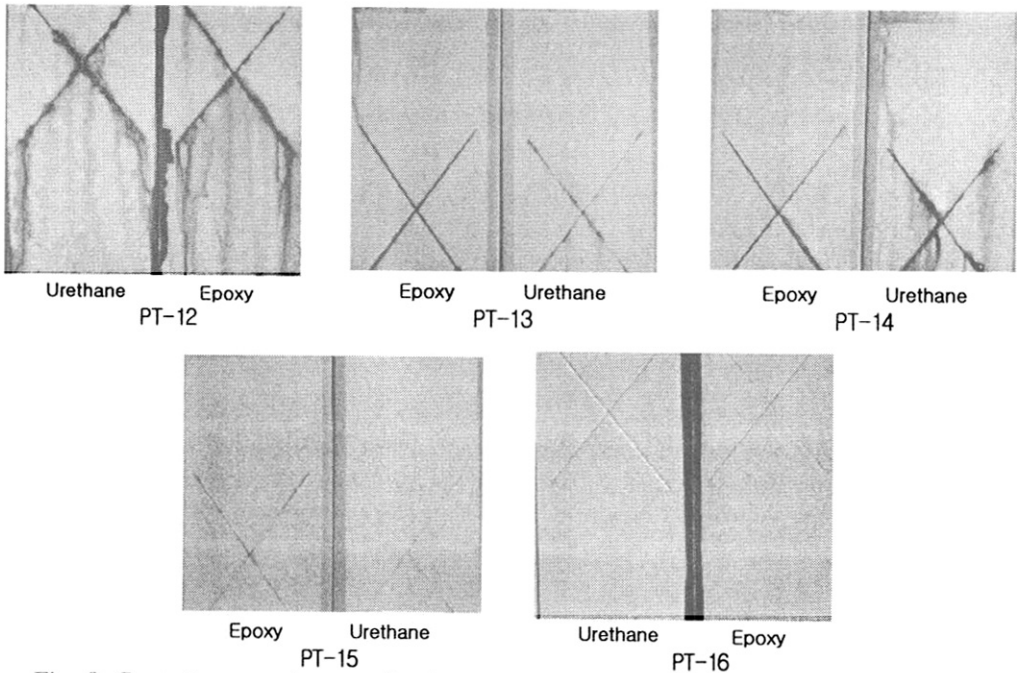 Urethane Epoxy
PT-12
Epoxy Urethane
PT-13
Epoxy Urethane
PT-14
Epoxy Urethane
PT-15
Urethane Epoxy
PT-16